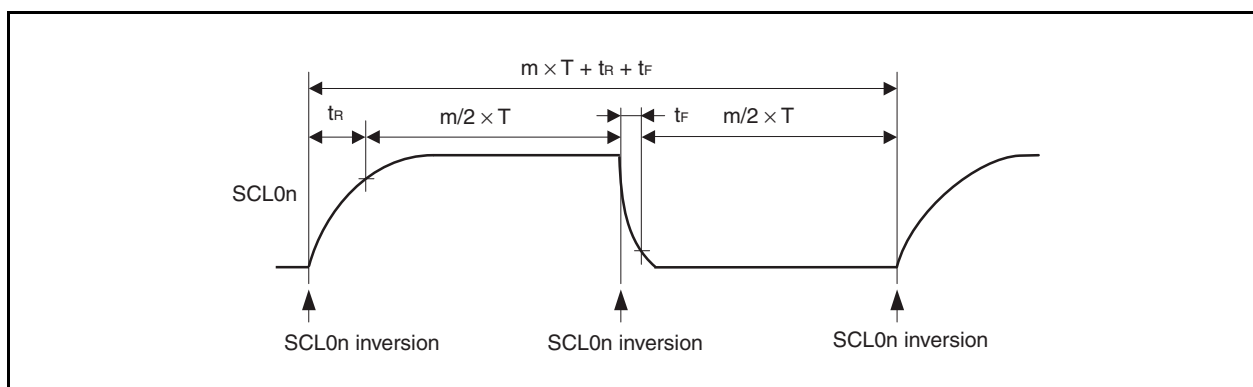 m × T + tR + tF
tR
m/2 × T
tF
m/2 × T
SCL0n
SCL0n inversion
SCL0n inversion
SCL0n inversion